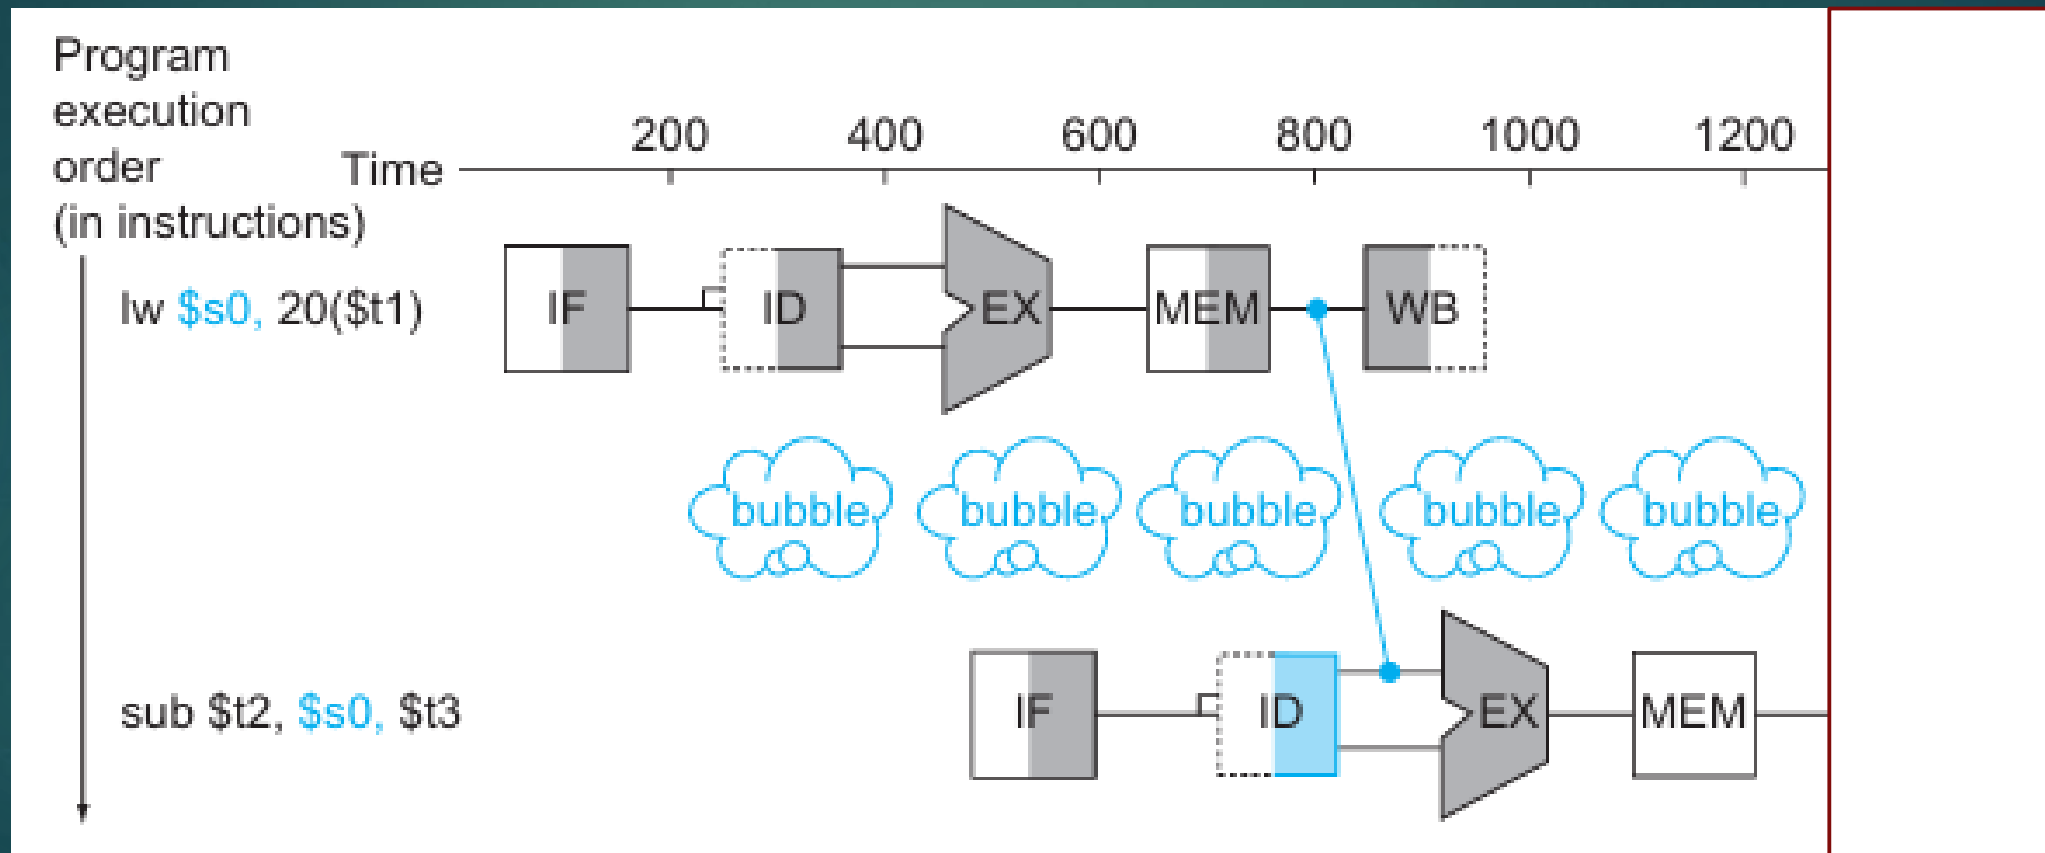 Program
execution
order
(in instructions)
Time
200 400 600 800 1000 1200
lw $s0, 20($t1)
IF ID EX MEM WB
bubble bubble bubble bubble bubble
sub $t2, $s0, $t3
IF ID EX MEM